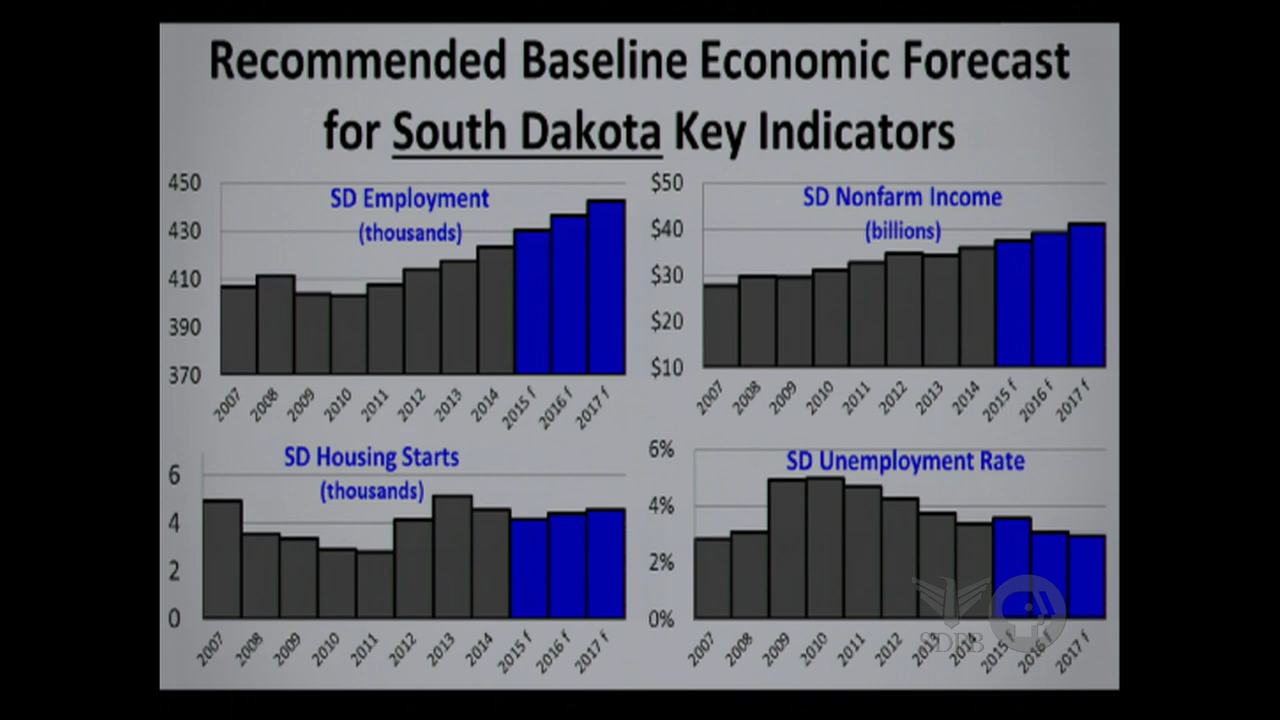 Recommended Baseline Economic Forecast
for South Dakota Key Indicators
SD Employment
(thousands)
450
430
410
390
370
2007
2008
2009
2010
2011
2012
2013
2014
2015 f
2016 f
2017 f
SD Nonfarm Income
(billions)
$50
$40
$30
$20
$10
2007
2008
2009
2010
2011
2012
2013
2014
2015 f
2016 f
2017 f
SD Housing Starts
(thousands)
6
4
2
0
2007
2008
2009
2010
2011
2012
2013
2014
2015 f
2016 f
2017 f
SD Unemployment Rate
6%
4%
2%
0%
2007
2008
2009
2010
2011
2012
2013
2014
2015 f
2016 f
2017 f
SDPB